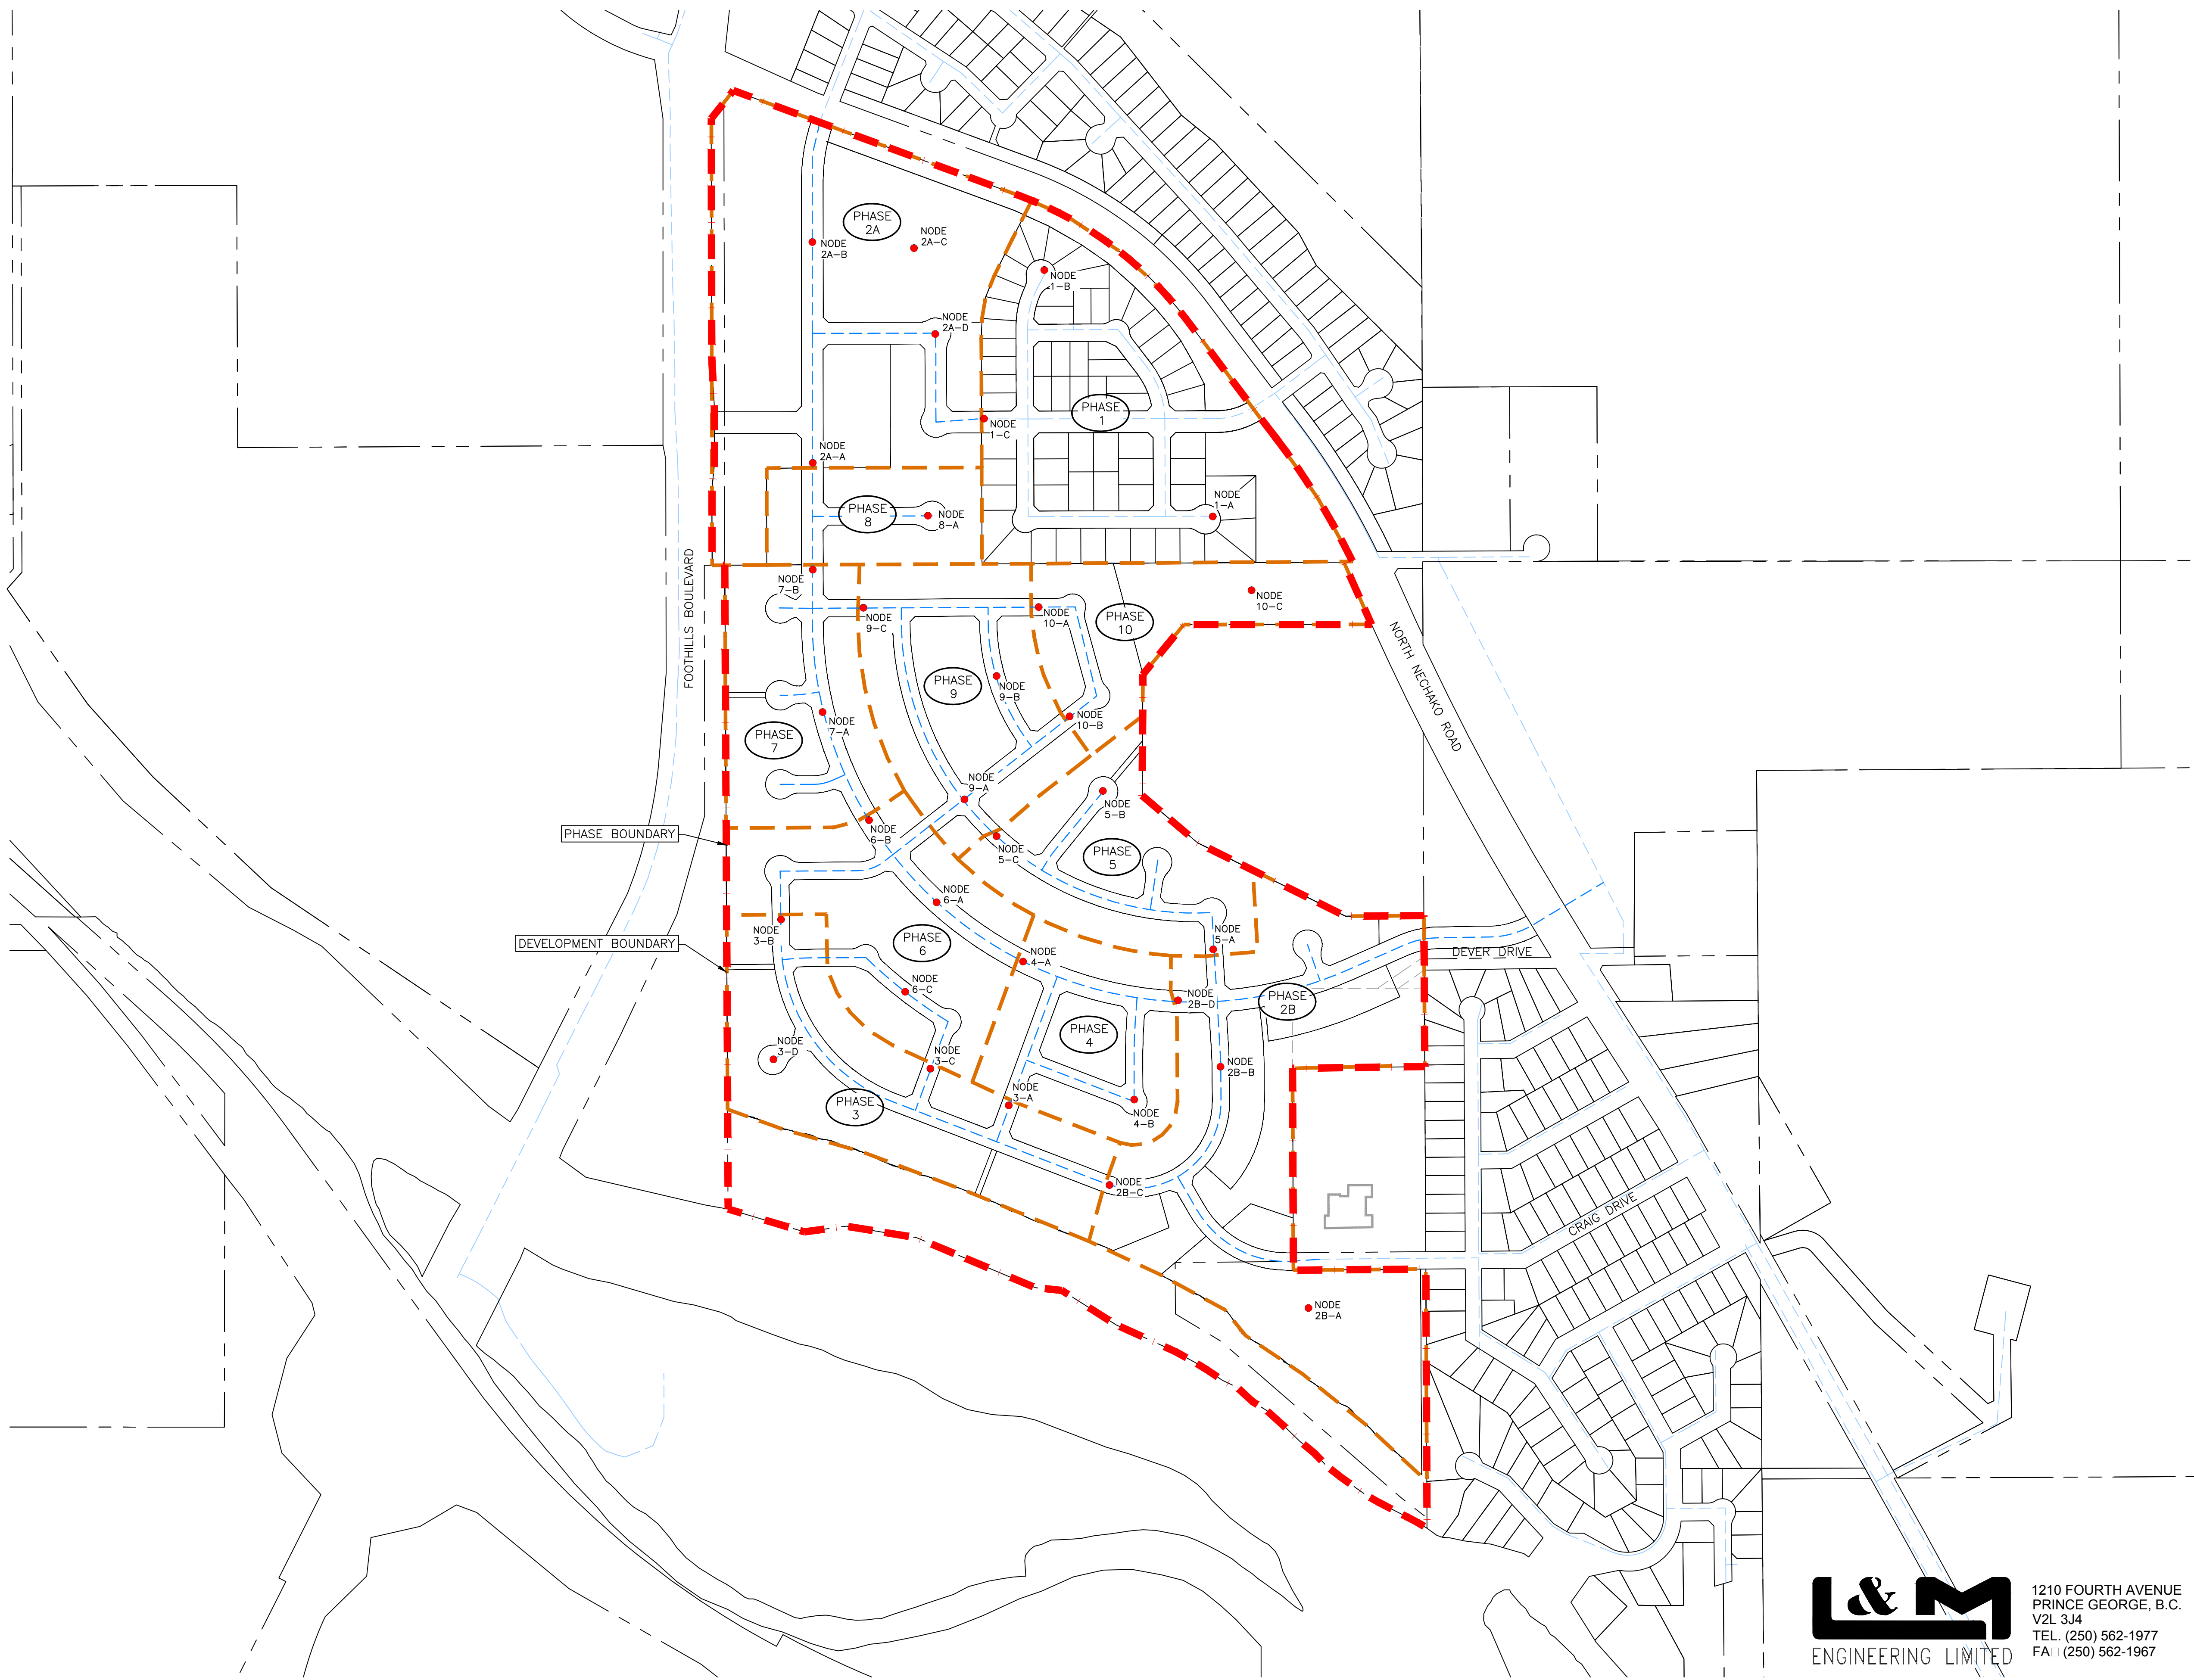 PHASE
2A
NODE
2A-B
NODE
2A-C
NODE
1-B
NODE
2A-D
PHASE
1
NODE
1-C
NODE
2A-A
NODE
1-A
PHASE
8
NODE
8-A
FOOTHILLS BOULEVARD
NODE
7-B
NODE
9-C
NODE
10-A
PHASE
10
NODE
10-C
NORTH NECHAKO ROAD
PHASE
9
NODE
9-B
NODE
10-B
NODE
7-A
PHASE
7
NODE
9-A
NODE
5-B
PHASE BOUNDARY
NODE
6-B
NODE
5-C
PHASE
5
NODE
6-A
NODE
3-B
PHASE
6
NODE
5-A
DEVELOPMENT BOUNDARY
NODE
4-A
DEVER DRIVE
NODE
6-C
NODE
2B-D
PHASE
2B
PHASE
4
NODE
3-D
NODE
3-C
NODE
2B-B
PHASE
3
NODE
3-A
NODE
4-B
NODE
2B-C
CRAIG DRIVE
NODE
2B-A
L&M
ENGINEERING LIMITED
1210 FOURTH AVENUE
PRINCE GEORGE, B.C.
V2L 3J4
TEL. (250) 562-1977
FA□ (250) 562-1967